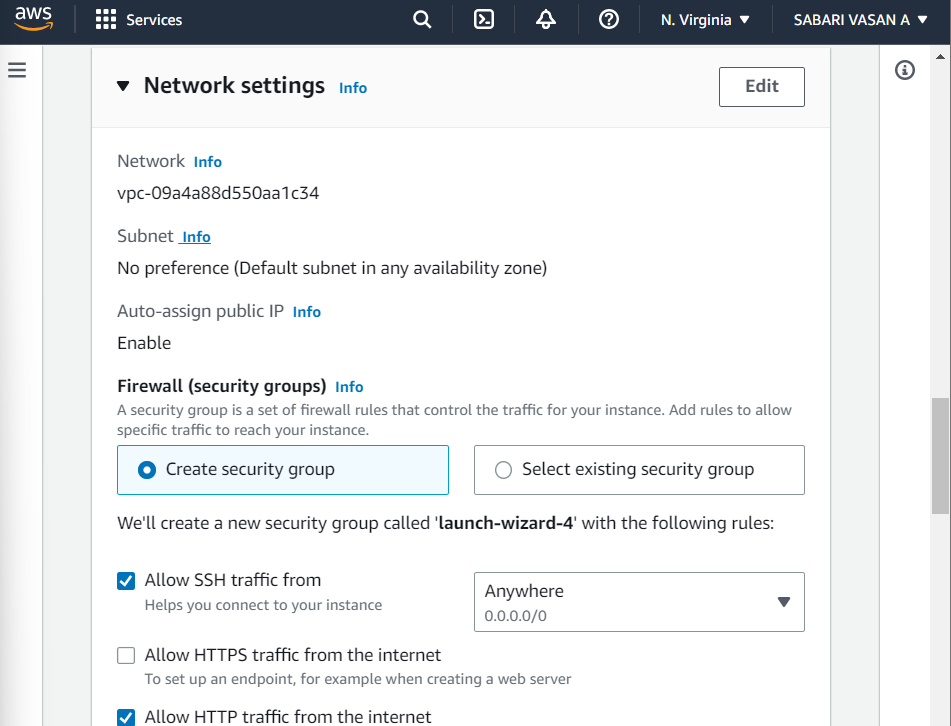 aws
Services
N. Virginia
SABARI VASAN A
Network settings Info
Edit
Network Info
vpc-09a4a88d550aa1c34
Subnet Info
No preference (Default subnet in any availability zone)
Auto-assign public IP Info
Enable
Firewall (security groups) Info
A security group is a set of firewall rules that control the traffic for your instance. Add rules to allow
specific traffic to reach your instance.
Create security group
Select existing security group
We'll create a new security group called 'launch-wizard-4' with the following rules:
Allow SSH traffic from
Helps you connect to your instance
Anywhere
0.0.0.0/0
Allow HTTPS traffic from the internet
To set up an endpoint, for example when creating a web server
Allow HTTP traffic from the internet